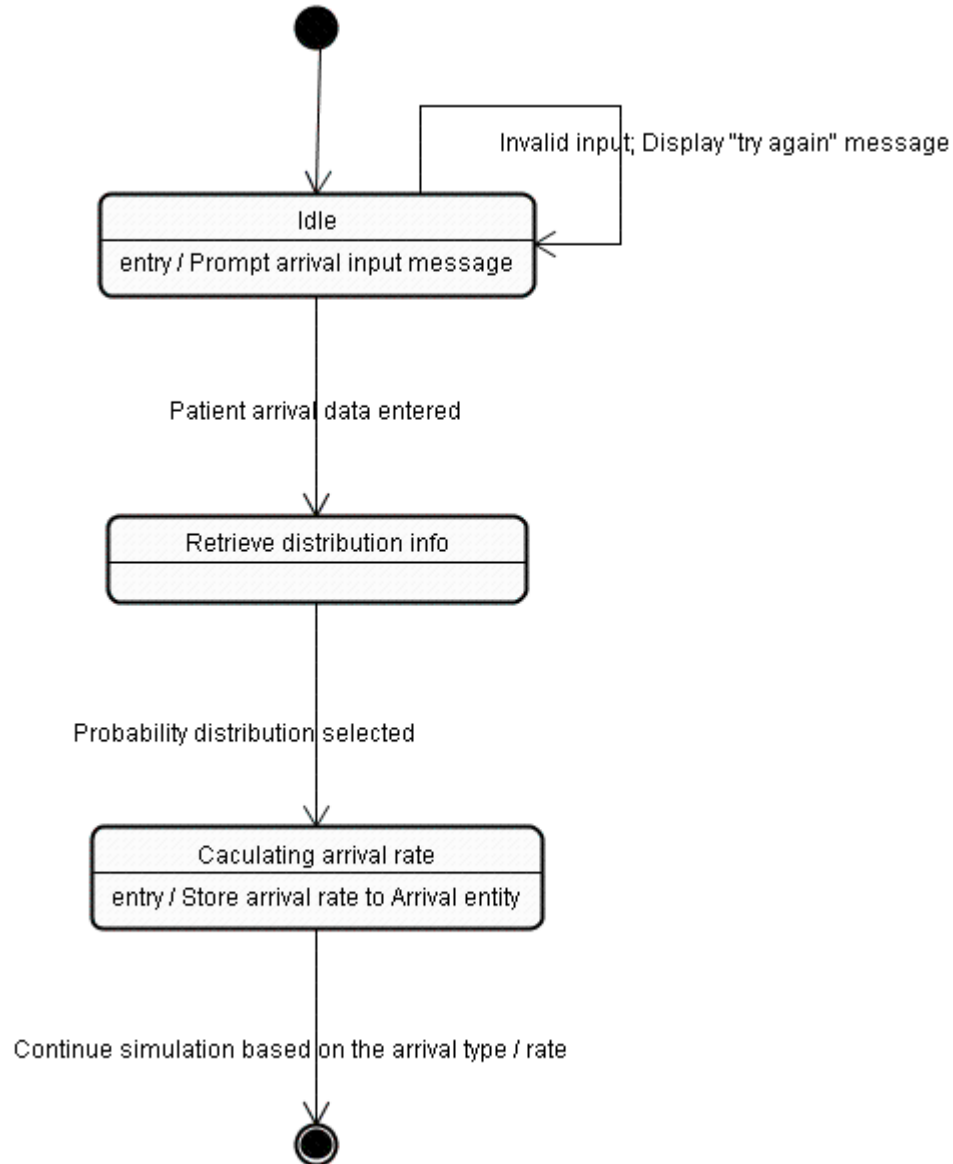 Invalid input; Display "try again" message
Idle
entry / Prompt arrival input message
Patient arrival data entered
Retrieve distribution info
Probability distribution selected
Caculating arrival rate
entry / Store arrival rate to Arrival entity
Continue simulation based on the arrival type / rate